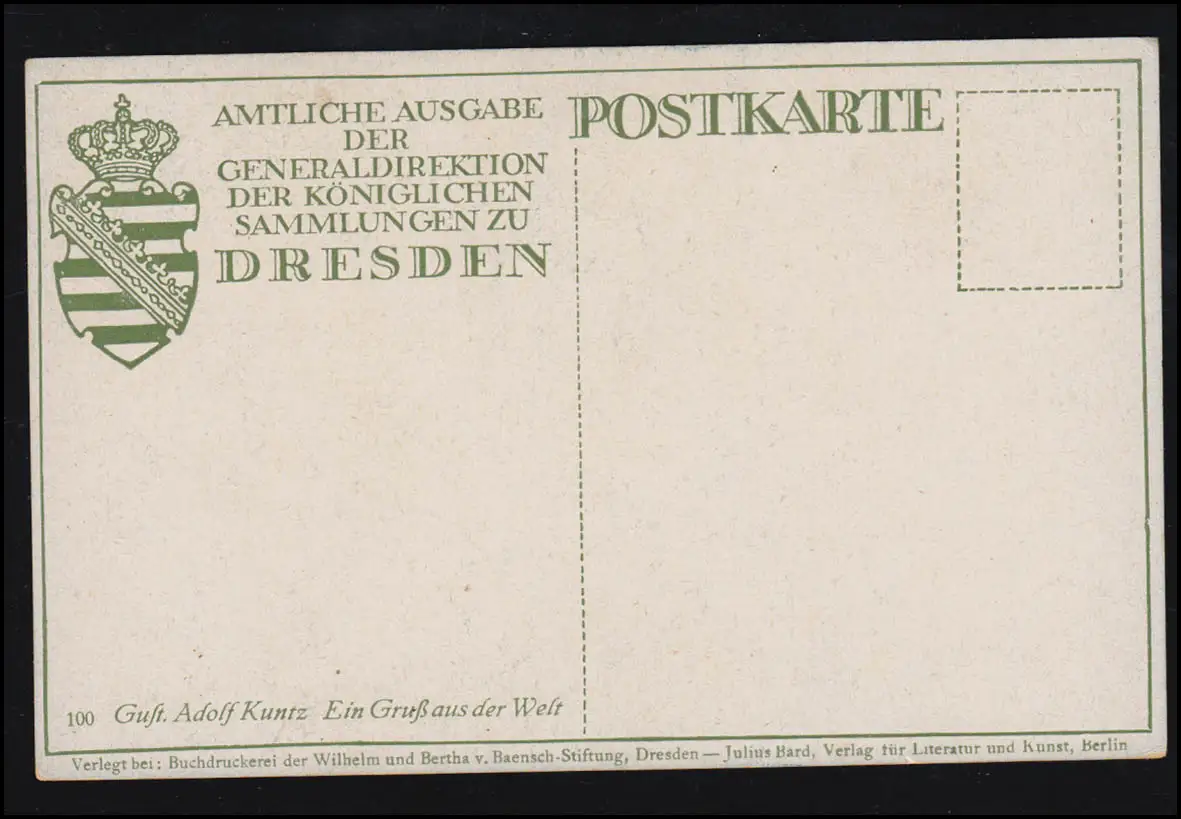 AMTLICHE AUSGABE
DER
GENERALDIREKTION
DER KÖNIGLICHEN
SAMMLUNGEN ZU
DRESDEN
POSTKARTE
100 Guſt. Adolf Kuntz Ein Gruß aus der Welt
Verlegt bei: Buchdruckerei der Wilhelm und Bertha v. Baensch-Stiftung, Dresden — Julius Bard, Verlag für Literatur und Kunst, Berlin